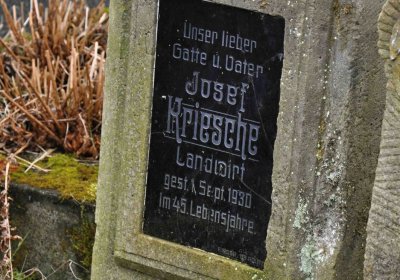 Unser lieber
Gatte u. Vater
Josef
Kriesche
Landwirt
gest. 1. Sept. 1930
im 45. Lebensjahre.